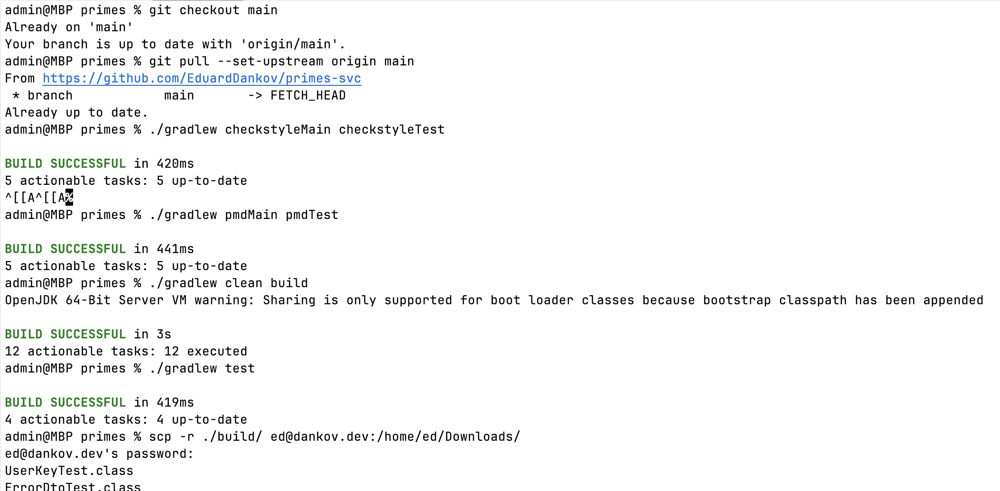 admin@MBP primes % git checkout main
Already on 'main'
Your branch is up to date with 'origin/main'.
admin@MBP primes % git pull --set-upstream origin main
From https://github.com/EduardDankov/primes-svc
 * branch            main       -> FETCH_HEAD
Already up to date.
admin@MBP primes % ./gradlew checkstyleMain checkstyleTest
BUILD SUCCESSFUL in 420ms
5 actionable tasks: 5 up-to-date
^[[A^[[A%
admin@MBP primes % ./gradlew pmdMain pmdTest
BUILD SUCCESSFUL in 441ms
5 actionable tasks: 5 up-to-date
admin@MBP primes % ./gradlew clean build
OpenJDK 64-Bit Server VM warning: Sharing is only supported for boot loader classes because bootstrap classpath has been appended
BUILD SUCCESSFUL in 3s
12 actionable tasks: 12 executed
admin@MBP primes % ./gradlew test
BUILD SUCCESSFUL in 419ms
4 actionable tasks: 4 up-to-date
admin@MBP primes % scp -r ./build/ ed@dankov.dev:/home/ed/Downloads/
ed@dankov.dev's password:
UserKeyTest.class
ErrorDtoTest.class